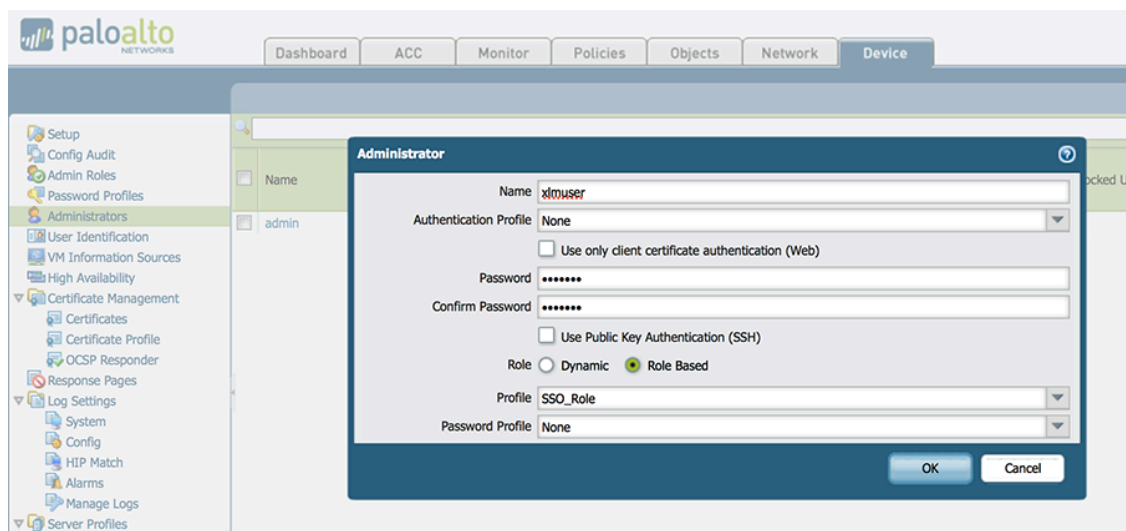 paloalto
NETWORKS
Dashboard ACC Monitor Policies Objects Network Device
Setup
Config Audit
Admin Roles
Password Profiles
Administrators
User Identification
VM Information Sources
High Availability
Certificate Management
Certificates
Certificate Profile
OCSP Responder
Response Pages
Log Settings
System
Config
HIP Match
Alarms
Manage Logs
Server Profiles
Name
ocked U
admin
Administrator
Name xlmuser
Authentication Profile None
Use only client certificate authentication (Web)
Password •••••••
Confirm Password •••••••
Use Public Key Authentication (SSH)
Role Dynamic Role Based
Profile SSO_Role
Password Profile None
OK Cancel